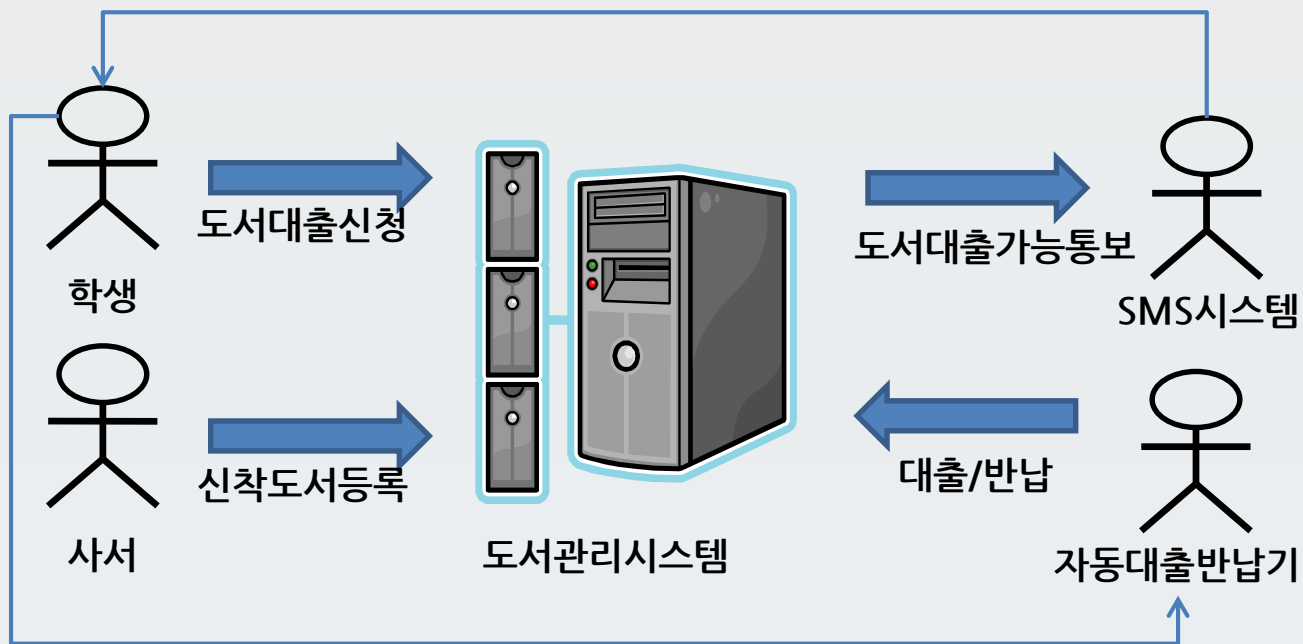 도서대출신청
도서대출가능통보
학생
SMS시스템
신착도서등록
대출/반납
사서
도서관리시스템
자동대출반납기